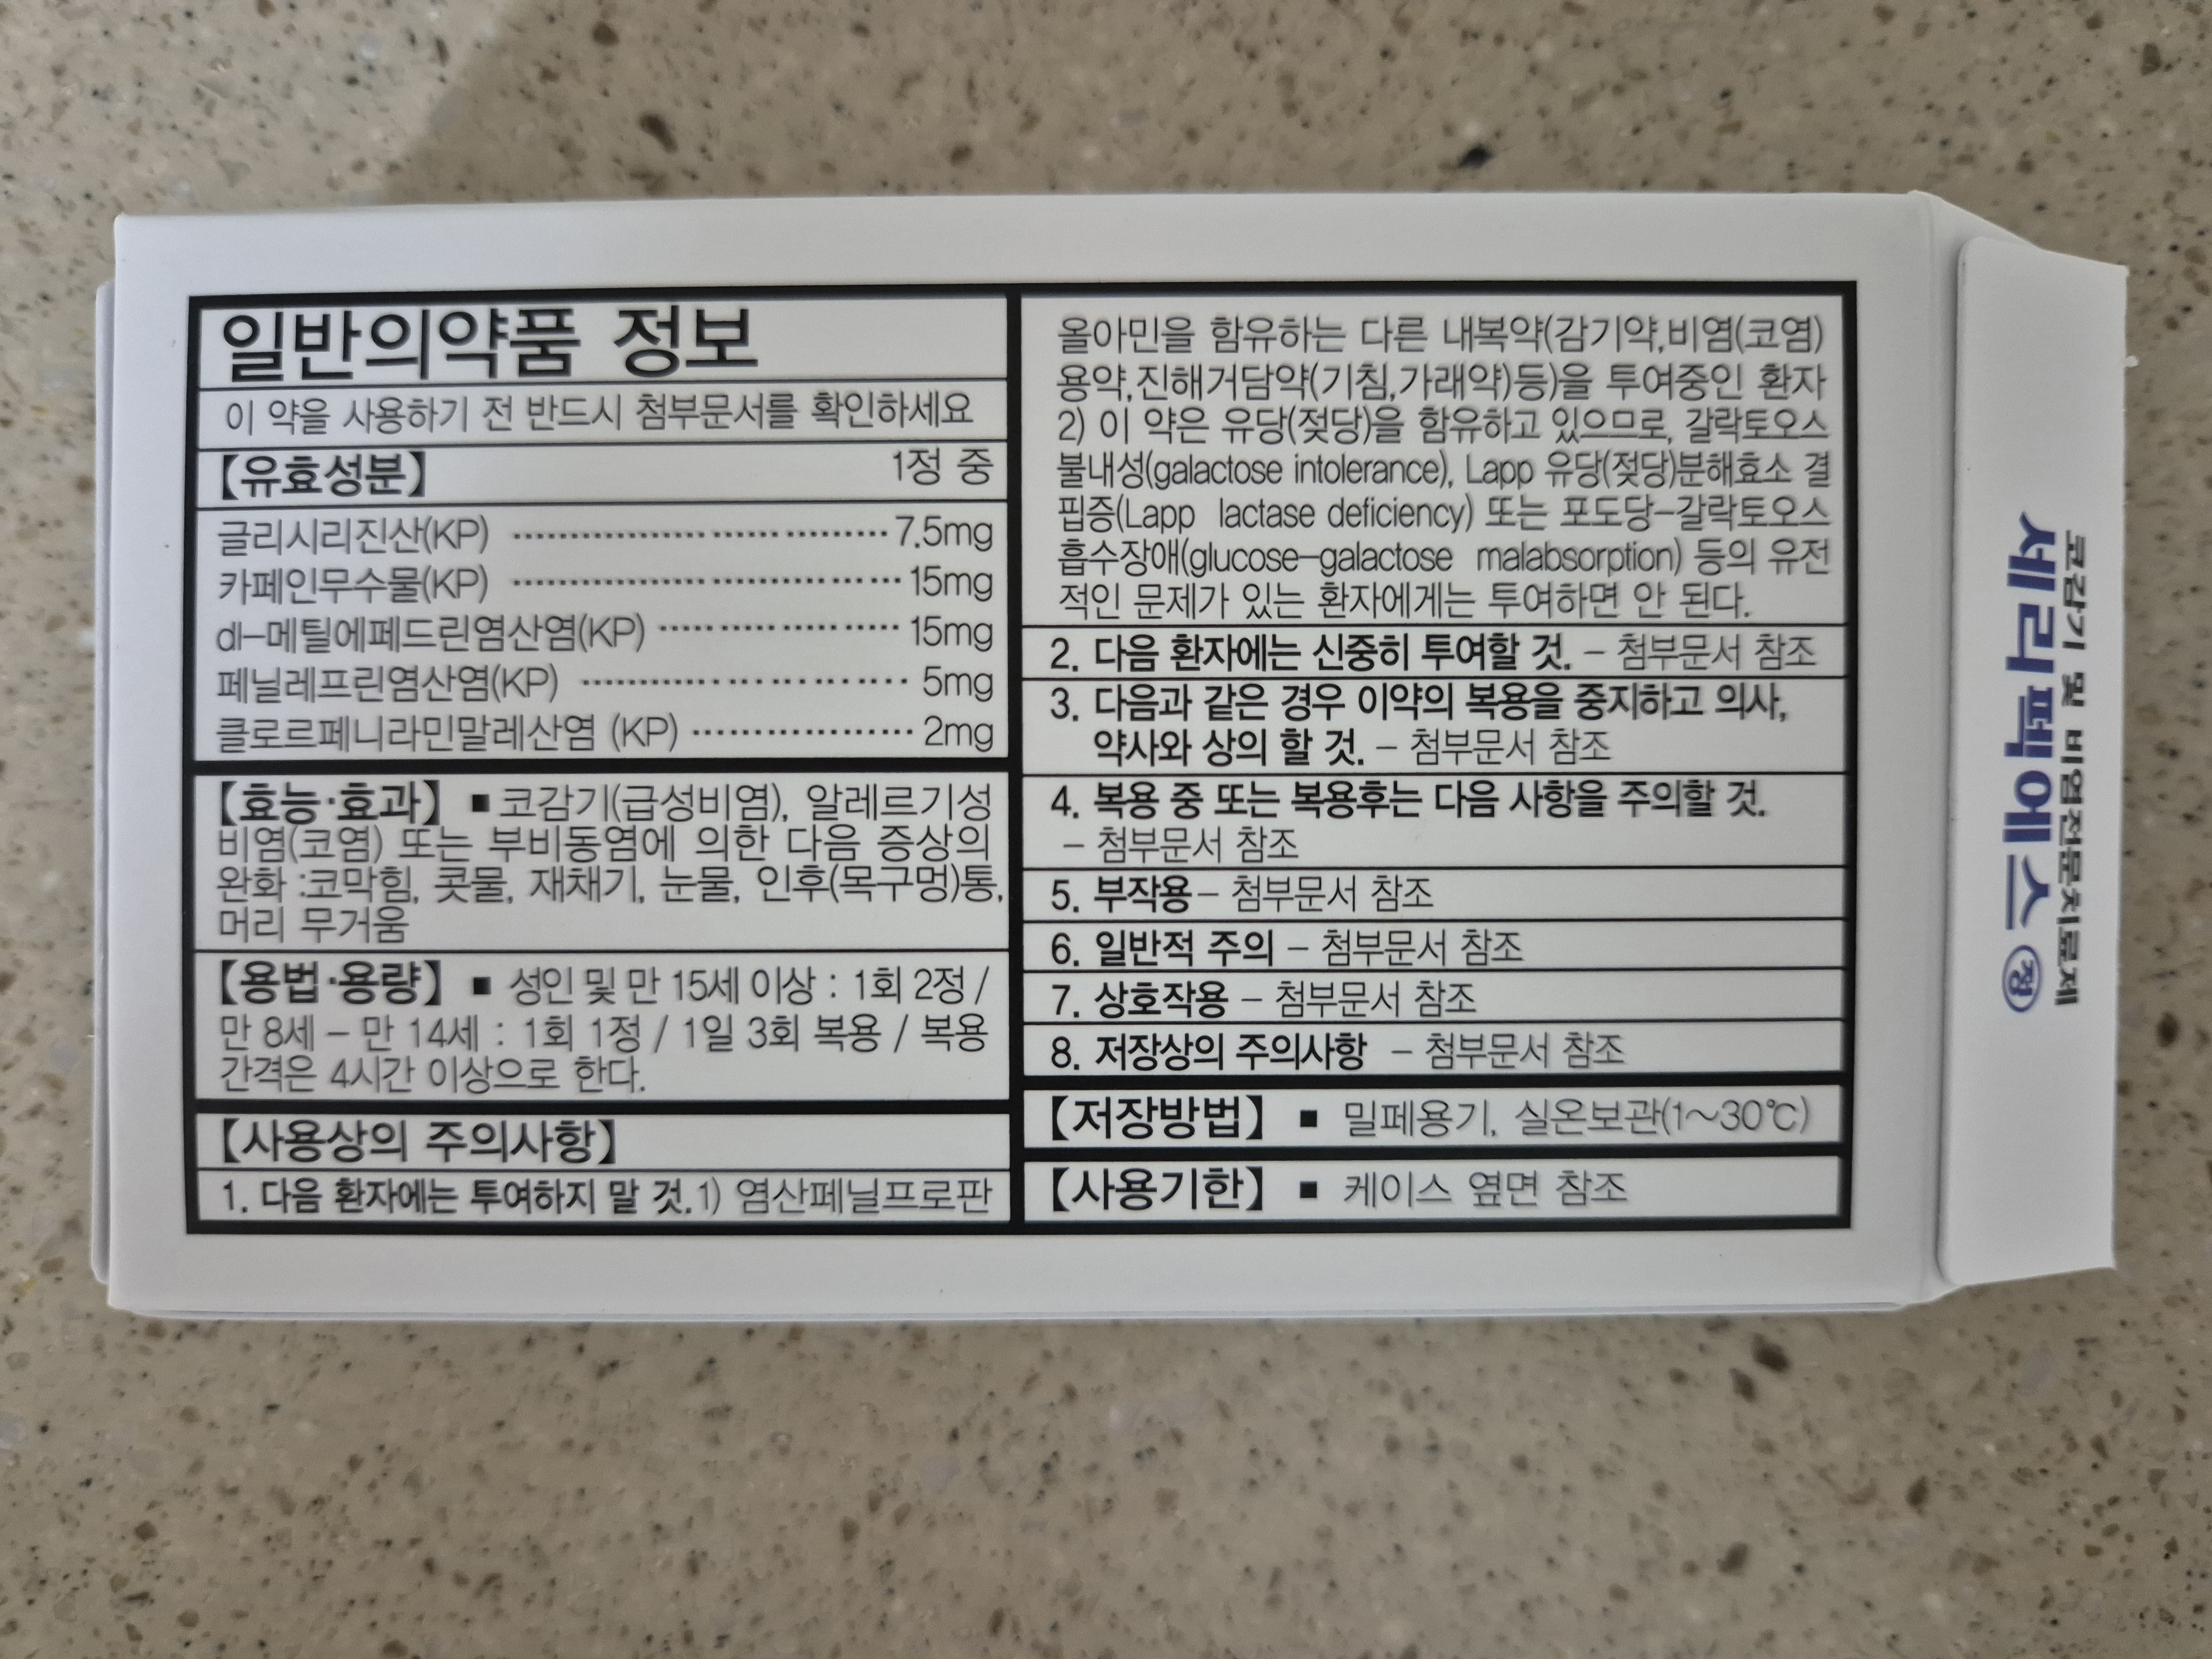 일반의약품 정보
이 약을 사용하기 전 반드시 첨부문서를 확인하세요
【유효성분】 1정 중
글리시리진산(KP) ································ 7.5mg
카페인무수물(KP) ································· 15mg
dl-메틸에페드린염산염(KP) ····················· 15mg
페닐레프린염산염(KP) ···························· 5mg
클로르페니라민말레산염 (KP) ··················· 2mg
【효능·효과】 ■ 코감기(급성비염), 알레르기성
비염(코염) 또는 부비동염에 의한 다음 증상의
완화 :코막힘, 콧물, 재채기, 눈물, 인후(목구멍)통,
머리 무거움
【용법·용량】 ■ 성인 및 만 15세 이상 : 1회 2정 /
만 8세 - 만 14세 : 1회 1정 / 1일 3회 복용 / 복용
간격은 4시간 이상으로 한다.
【사용상의 주의사항】
1. 다음 환자에는 투여하지 말 것.1) 염산페닐프로판
올아민을 함유하는 다른 내복약(감기약,비염(코염)
용약,진해거담약(기침,가래약)등)을 투여중인 환자
2) 이 약은 유당(젖당)을 함유하고 있으므로, 갈락토오스
불내성(galactose intolerance), Lapp 유당(젖당)분해효소 결
핍증(Lapp lactase deficiency) 또는 포도당-갈락토오스
흡수장애(glucose-galactose malabsorption) 등의 유전
적인 문제가 있는 환자에게는 투여하면 안 된다.
2. 다음 환자에는 신중히 투여할 것. - 첨부문서 참조
3. 다음과 같은 경우 이약의 복용을 중지하고 의사,
약사와 상의 할 것. - 첨부문서 참조
4. 복용 중 또는 복용후는 다음 사항을 주의할 것.
- 첨부문서 참조
5. 부작용 - 첨부문서 참조
6. 일반적 주의 - 첨부문서 참조
7. 상호작용 - 첨부문서 참조
8. 저장상의 주의사항 - 첨부문서 참조
【저장방법】 ■ 밀폐용기, 실온보관(1~30℃)
【사용기한】 ■ 케이스 옆면 참조
코감기 및 비염전문치료제
세리펙에스 정